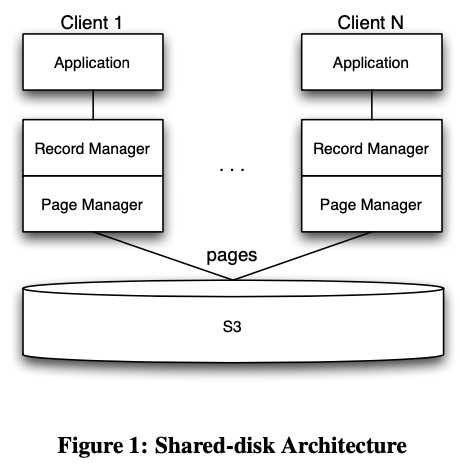 Client 1
Client N
Application
Application
Record Manager
Record Manager
. . .
Page Manager
Page Manager
pages
S3
Figure 1: Shared-disk Architecture